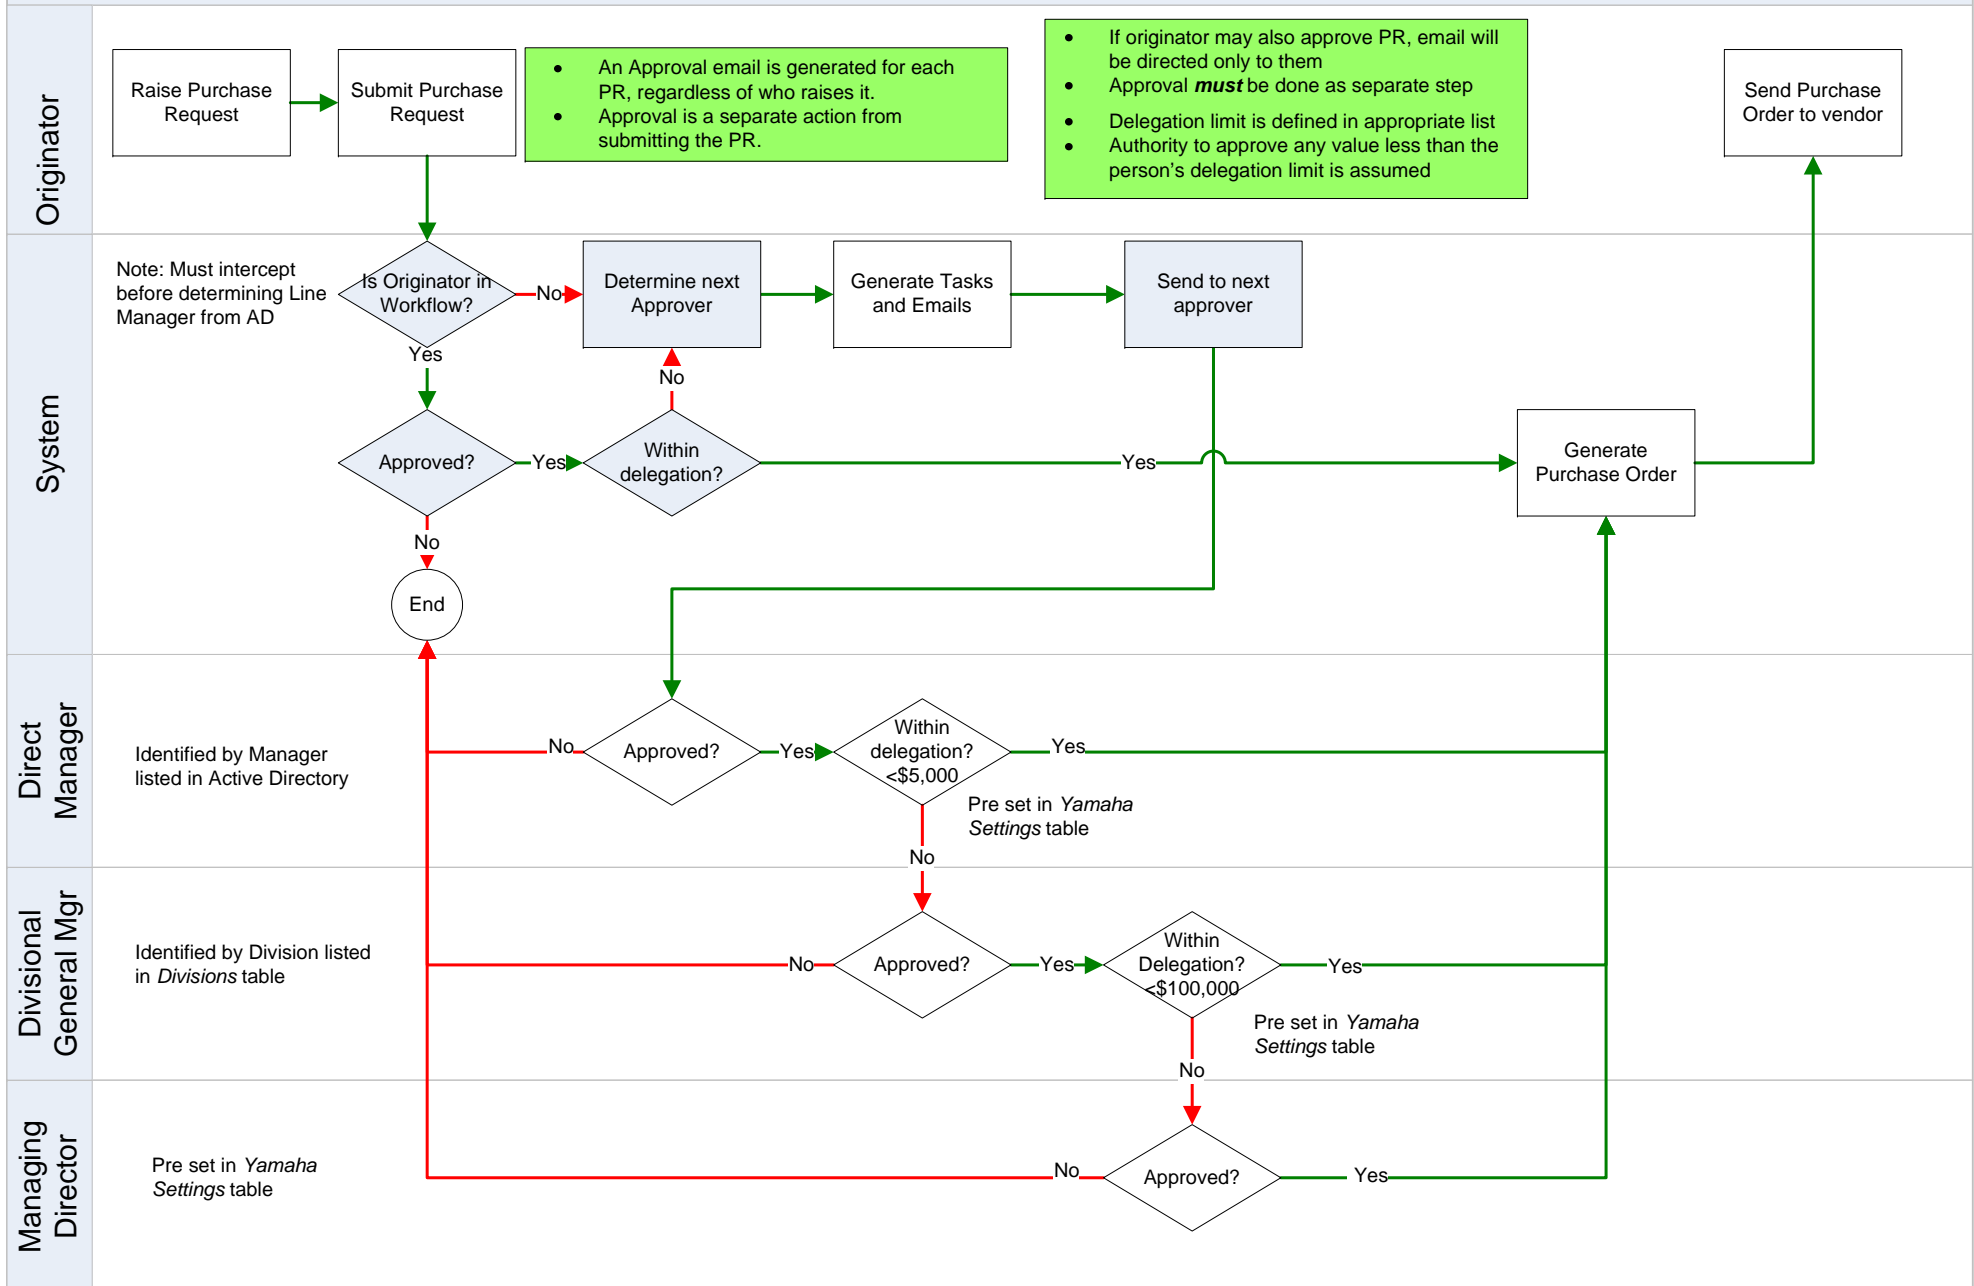 Originator
Raise Purchase
Request
Submit Purchase
Request
• An Approval email is generated for each
PR, regardless of who raises it.
• Approval is a separate action from
submitting the PR.
• If originator may also approve PR, email will
be directed only to them
• Approval must be done as separate step
• Delegation limit is defined in appropriate list
• Authority to approve any value less than the
person’s delegation limit is assumed
Send Purchase
Order to vendor
System
Note: Must intercept
before determining Line
Manager from AD
Is Originator in
Workflow?
No
Determine next
Approver
Generate Tasks
and Emails
Send to next
approver
Yes
No
Approved?
Yes
Within
delegation?
Yes
Generate
Purchase Order
No
End
Direct
Manager
Identified by Manager
listed in Active Directory
No
Approved?
Yes
Within
delegation?
<$5,000
Yes
Pre set in Yamaha
Settings table
No
Divisional
General Mgr
Identified by Division listed
in Divisions table
No
Approved?
Yes
Within
Delegation?
<$100,000
Yes
Pre set in Yamaha
Settings table
No
Managing
Director
Pre set in Yamaha
Settings table
No
Approved?
Yes